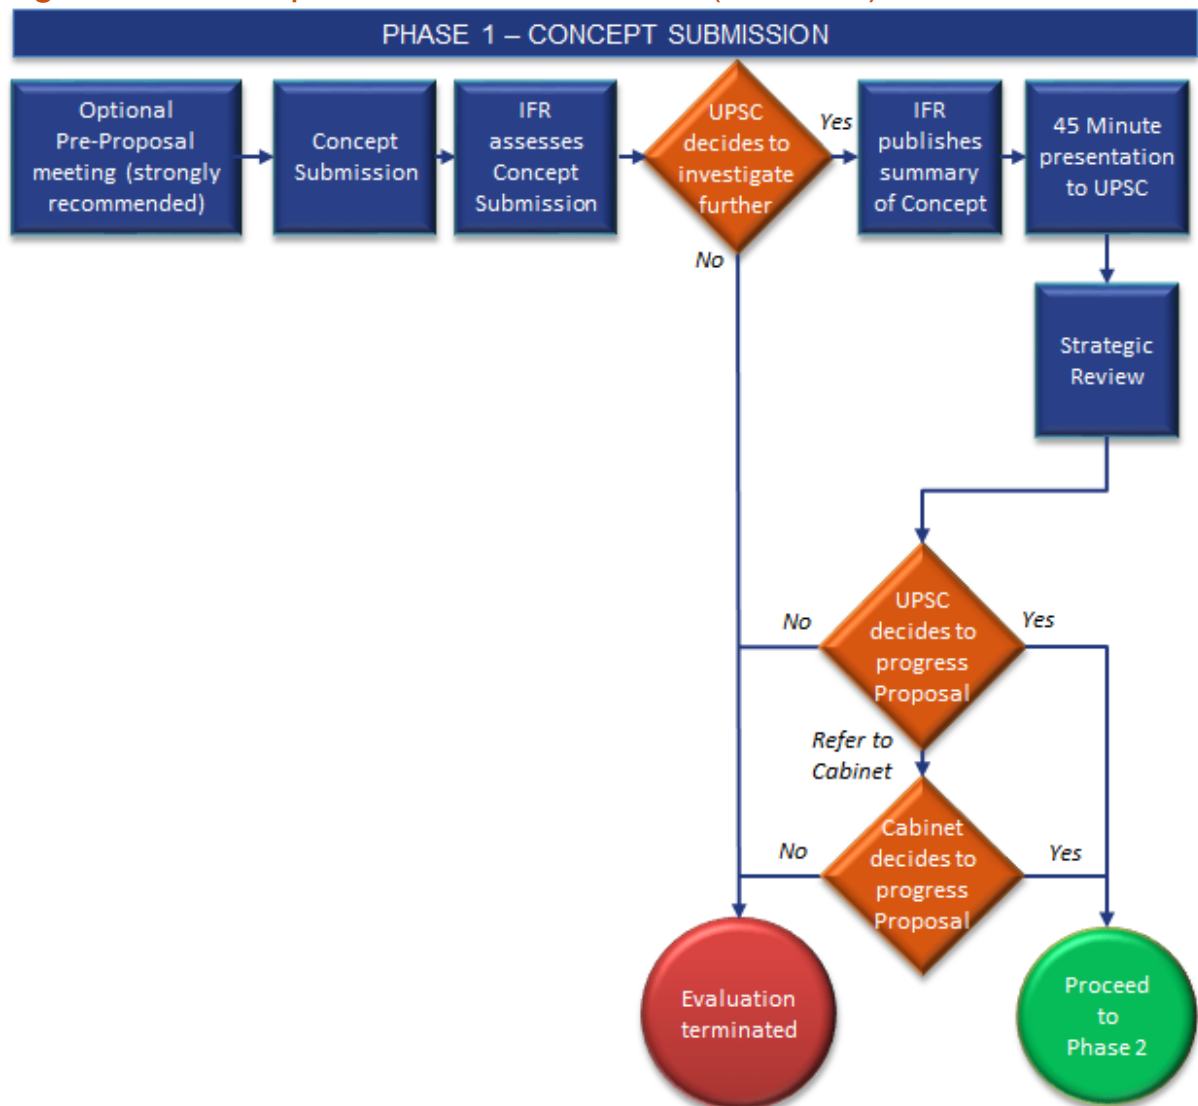 PHASE 1 – CONCEPT SUBMISSION
Optional
Pre-Proposal
meeting (strongly
recommended)
Concept
Submission
IFR
assesses
Concept
Submission
UPSC
decides to
investigate
further
Yes
No
IFR
publishes
summary
of Concept
45 Minute
presentation
to UPSC
Strategic
Review
UPSC
decides to
progress
Proposal
No
Yes
Refer to
Cabinet
Cabinet
decides to
progress
Proposal
No
Yes
Evaluation
terminated
Proceed
to
Phase 2